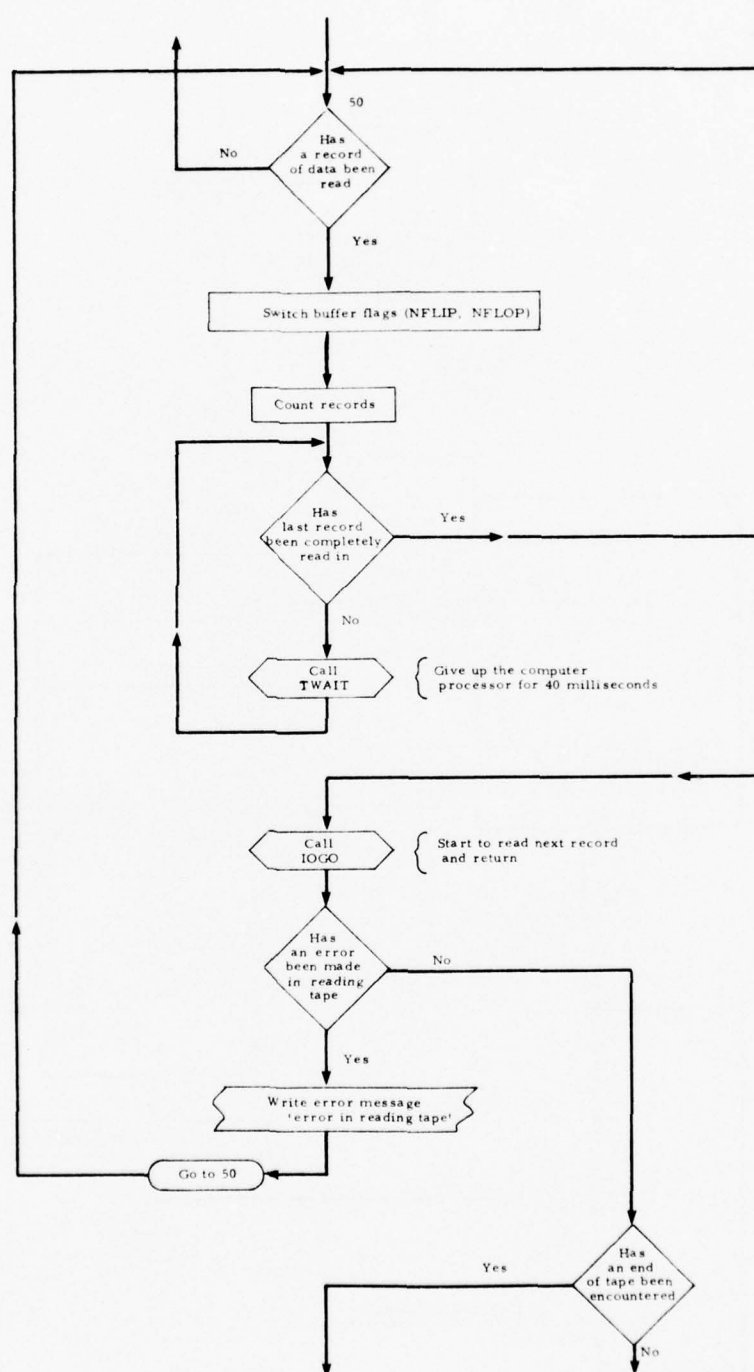 50
Has
a record
of data been
read
No
Yes
Switch buffer flags (NFLIP, NFLOP)
Count records
Has
last record
been completely
read in
Yes
No
Call
TWAIT
Give up the computer
processor for 40 milliseconds
Call
IOGO
Start to read next record
and return
Has
an error
been made
in reading
tape
No
Yes
Write error message
'error in reading tape'
Go to 50
Has
an end
of tape been
encountered
Yes
No